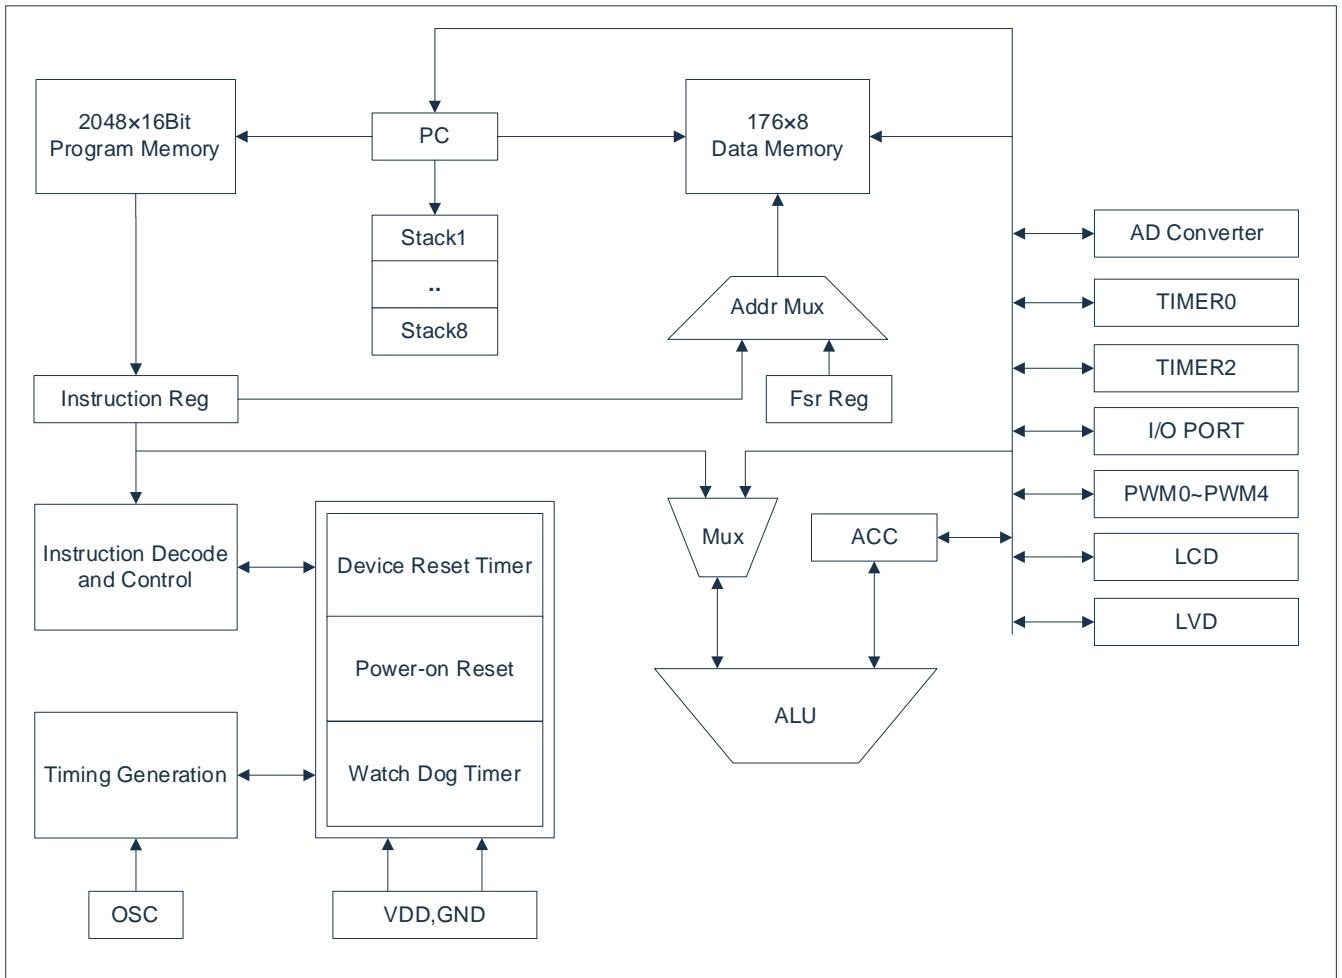 2048×16Bit
Program Memory
PC
176×8
Data Memory
Stack1
..
Stack8
AD Converter
TIMER0
Addr Mux
TIMER2
Instruction Reg
Fsr Reg
I/O PORT
PWM0~PWM4
Mux
ACC
LCD
Instruction Decode
and Control
Device Reset Timer
LVD
Power-on Reset
ALU
Timing Generation
Watch Dog Timer
OSC
VDD,GND